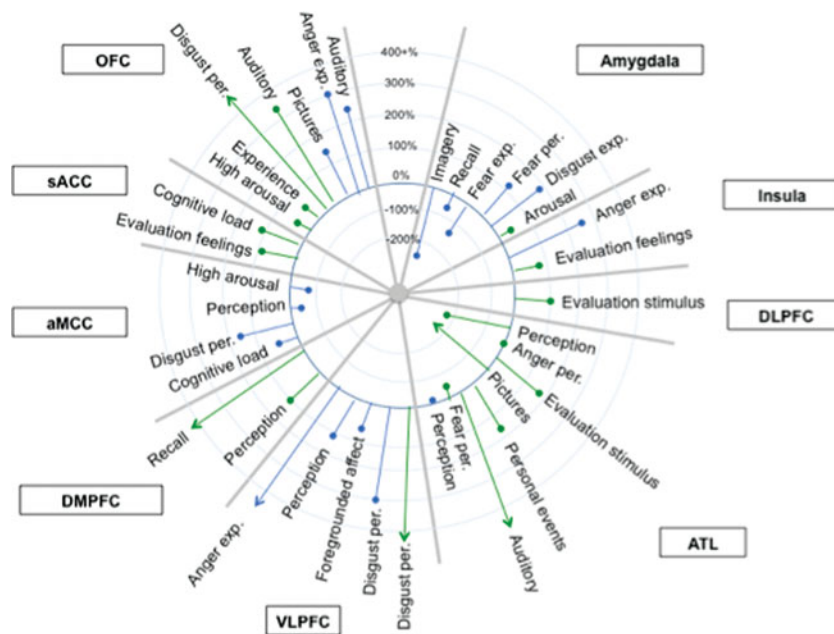 OFC
Amygdala
sACC
Insula
aMCC
DLPFC
DMPFC
ATL
VLPFC
400+%
300%
200%
100%
0%
-100%
-200%
Imagery
Recall
Fear exp.
Fear per.
Disgust exp.
Arousal
Anger exp.
Evaluation feelings
Evaluation stimulus
Perception
Anger per.
Evaluation stimulus
Pictures
Personal events
Auditory
Fear per.
Perception
Disgust per.
Disgust per.
Foregrounded affect
Perception
Anger exp.
Perception
Recall
Cognitive load
Disgust per.
Perception
High arousal
Evaluation feelings
Cognitive load
High arousal
Experience
Disgust per.
Auditory
Pictures
Anger exp.
Auditory